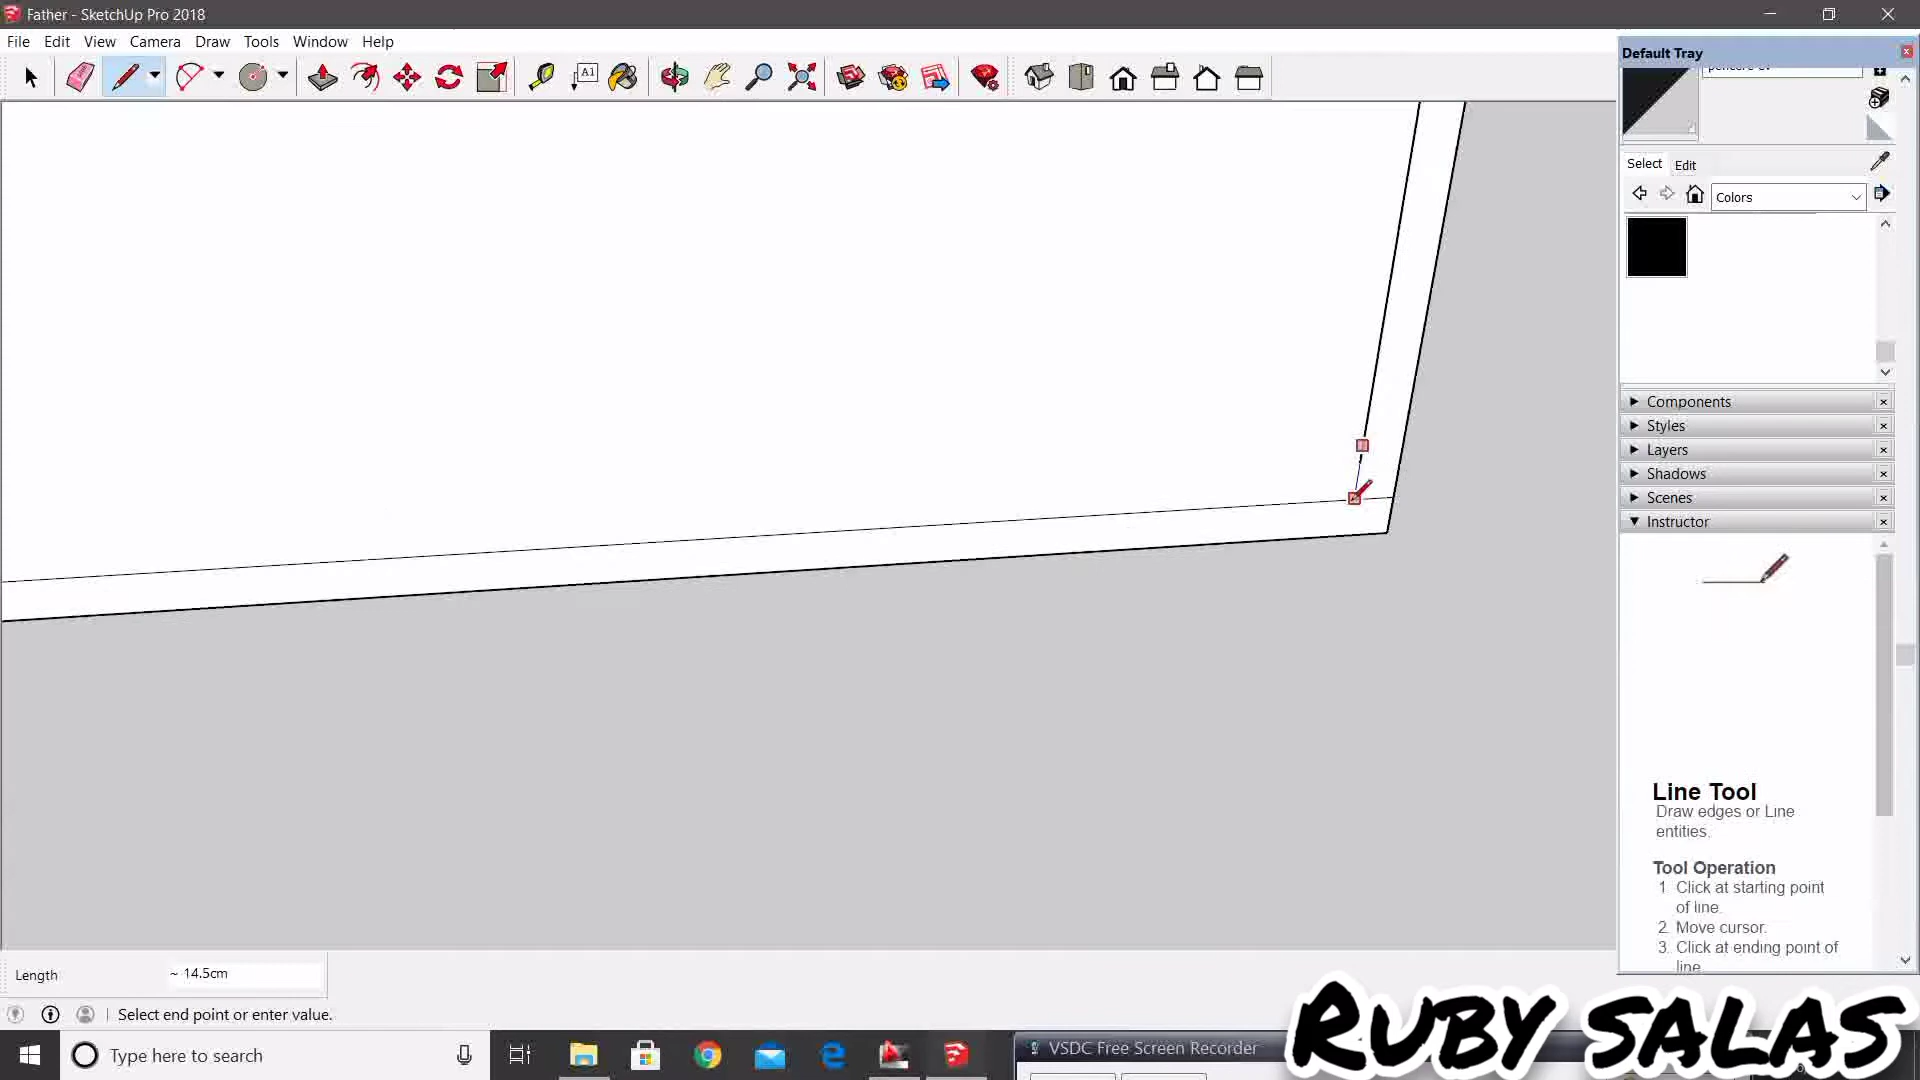 Father - SketchUp Pro 2018
File Edit View Camera Draw Tools Window Help
Default Tray
A1
Select Edit
Colors
Components
Styles
Layers
Shadows
Scenes
Instructor
Line Tool
Draw edges or Line
entities.
Tool Operation
1 Click at starting point
of line.
2. Move cursor.
3. Click at ending point of
line
Length ~ 14.5cm
Select end point or enter value.
Type here to search
VSDC Free Screen Recorder
RUBY SALAS